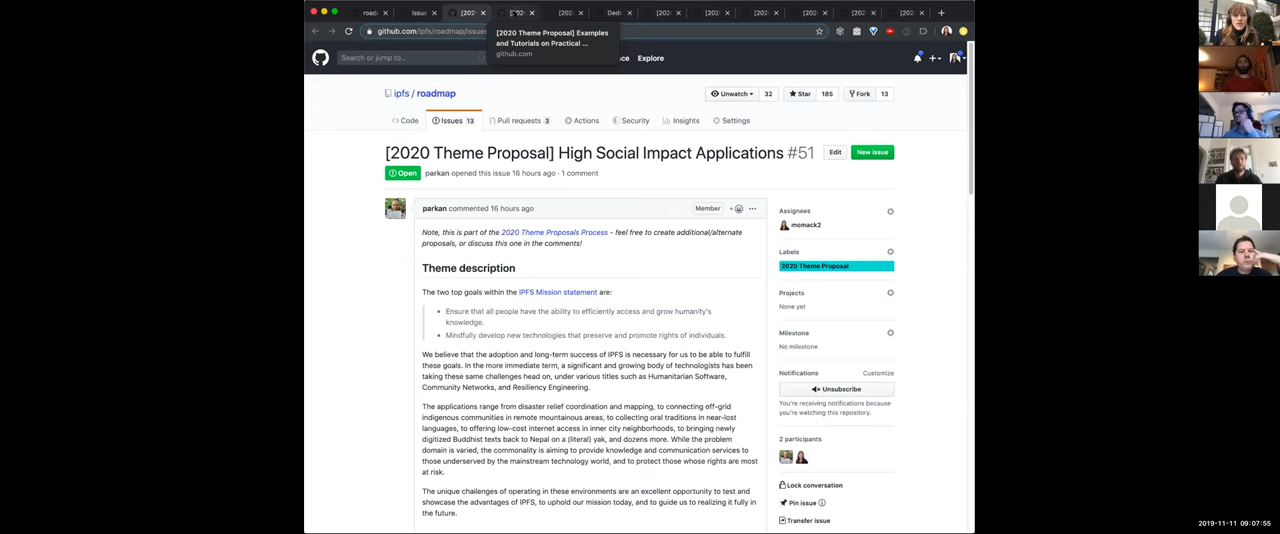 roadn
Issue
[202(
[202(
[202(
Dedi
[202(
[202(
[202(
[202(
[202(
[202(
github.com/ipfs/roadmap/issues
[2020 Theme Proposal] Examples
and Tutorials on Practical ...
github.com
Search or jump to...
/
ce
Explore
ipfs / roadmap
Unwatch
32
Star
185
Fork
13
Code
Issues 13
Pull requests 3
Actions
Security
Insights
Settings
[2020 Theme Proposal] High Social Impact Applications #51
Edit
New issue
Open
parkan opened this issue 16 hours ago · 1 comment
parkan commented 16 hours ago
Member
Note, this is part of the 2020 Theme Proposals Process - feel free to create additional/alternate
proposals, or discuss this one in the comments!
Theme description
The two top goals within the IPFS Mission statement are:
• Ensure that all people have the ability to efficiently access and grow humanity's
knowledge.
• Mindfully develop new technologies that preserve and promote rights of individuals.
We believe that the adoption and long-term success of IPFS is necessary for us to be able to fulfill
these goals. In the more immediate term, a significant and growing body of technologists has been
taking these same challenges head on, under various titles such as Humanitarian Software,
Community Networks, and Resiliency Engineering.
The applications range from disaster relief coordination and mapping, to connecting off-grid
indigenous communities in remote mountainous areas, to collecting oral traditions in near-lost
languages, to offering low-cost internet access in inner city neighborhoods, to bringing newly
digitized Buddhist texts back to Nepal on a (literal) yak, and dozens more. While the problem
domain is varied, the commonality is aiming to provide knowledge and communication services to
those underserved by the mainstream technology world, and to protect those whose rights are most
at risk.
The unique challenges of operating in these environments are an excellent opportunity to test and
showcase the advantages of IPFS, to uphold our mission today, and to guide us to realizing it fully in
the future.
Assignees
momack2
Labels
2020 Theme Proposal
Projects
None yet
Milestone
No milestone
Notifications
Customize
Unsubscribe
You're receiving notifications because
you're watching this repository.
2 participants
Lock conversation
Pin issue
Transfer issue
2019-11-11 09:07:55